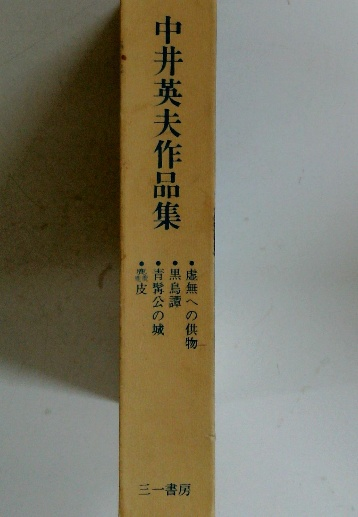 中井英夫作品集
・虚無への供物
・黒鳥譚
・青髯公の城
・麤皮
三一書房